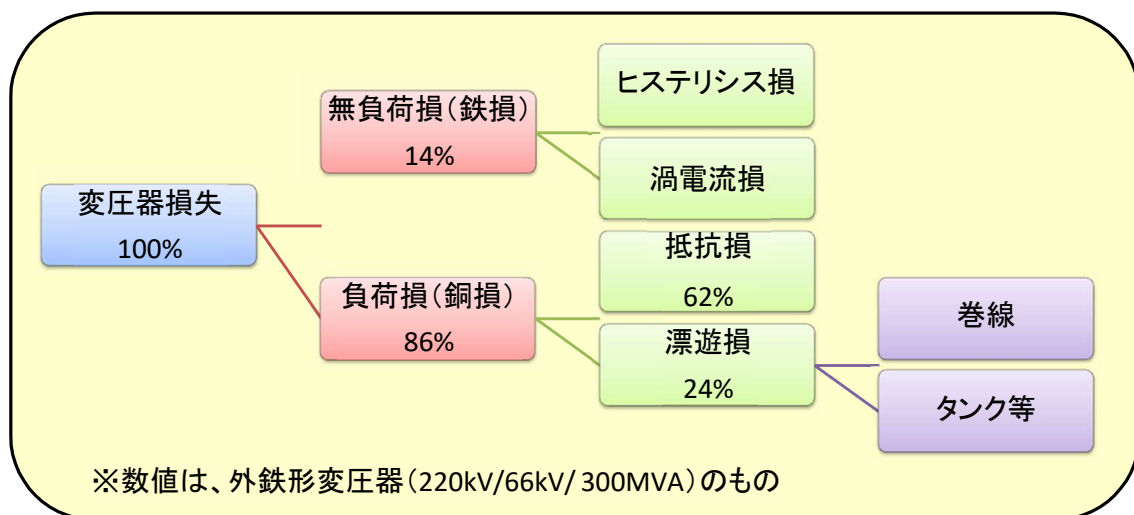 変圧器損失
100%
無負荷損（鉄損）
14%
負荷損（銅損）
86%
ヒステリシス損
渦電流損
抵抗損
62%
漂遊損
24%
巻線
タンク等
※数値は、外鉄形変圧器（220kV/66kV/ 300MVA）のもの